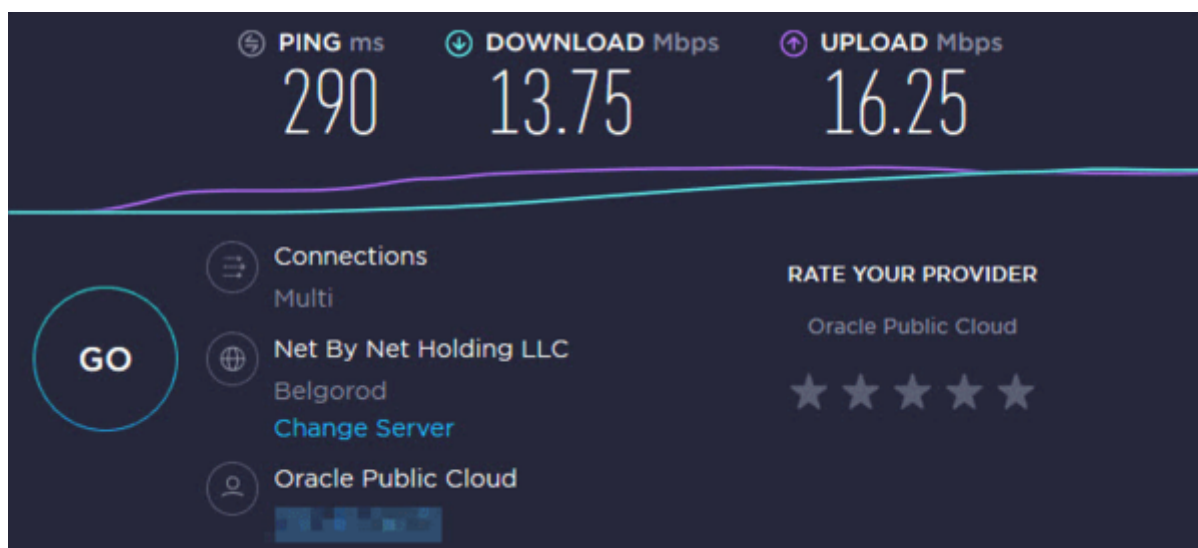 PING ms
290
DOWNLOAD Mbps
13.75
UPLOAD Mbps
16.25
GO
Connections
Multi
Net By Net Holding LLC
Belgorod
Change Server
Oracle Public Cloud
RATE YOUR PROVIDER
Oracle Public Cloud